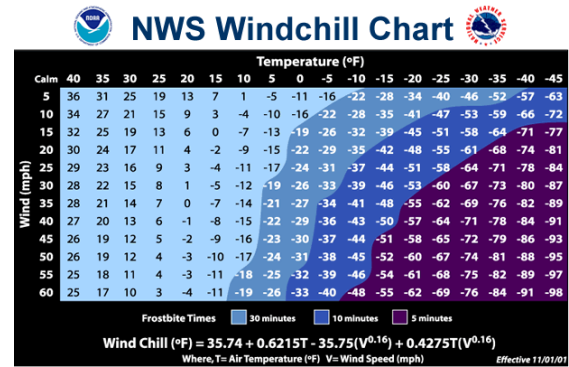 NOAA
NWS Windchill Chart
NATIONAL WEATHER SERVICE
Temperature (ºF)
Calm 40 35 30 25 20 15 10 5 0 -5 -10 -15 -20 -25 -30 -35 -40 -45
5 36 31 25 19 13 7 1 -5 -11 -16 -22 -28 -34 -40 -46 -52 -57 -63
10 34 27 21 15 9 3 -4 -10 -16 -22 -28 -35 -41 -47 -53 -59 -66 -72
15 32 25 19 13 6 0 -7 -13 -19 -26 -32 -39 -45 -51 -58 -64 -71 -77
20 30 24 17 11 4 -2 -9 -15 -22 -29 -35 -42 -48 -55 -61 -68 -74 -81
25 29 23 16 9 3 -4 -11 -17 -24 -31 -37 -44 -51 -58 -64 -71 -78 -84
30 28 22 15 8 1 -5 -12 -19 -26 -33 -39 -46 -53 -60 -67 -73 -80 -87
35 28 21 14 7 0 -7 -14 -21 -27 -34 -41 -48 -55 -62 -69 -76 -82 -89
40 27 20 13 6 -1 -8 -15 -22 -29 -36 -43 -50 -57 -64 -71 -78 -84 -91
45 26 19 12 5 -2 -9 -16 -23 -30 -37 -44 -51 -58 -65 -72 -79 -86 -93
50 26 19 12 4 -3 -10 -17 -24 -31 -38 -45 -52 -60 -67 -74 -81 -88 -95
55 25 18 11 4 -3 -11 -18 -25 -32 -39 -46 -54 -61 -68 -75 -82 -89 -97
60 25 17 10 3 -4 -11 -19 -26 -33 -40 -48 -55 -62 -69 -76 -84 -91 -98
Wind (mph)
Frostbite Times 30 minutes 10 minutes 5 minutes
Wind Chill (ºF) = 35.74 + 0.6215T - 35.75(V0.16) + 0.4275T(V0.16)
Where, T= Air Temperature (ºF) V= Wind Speed (mph) Effective 11/01/01